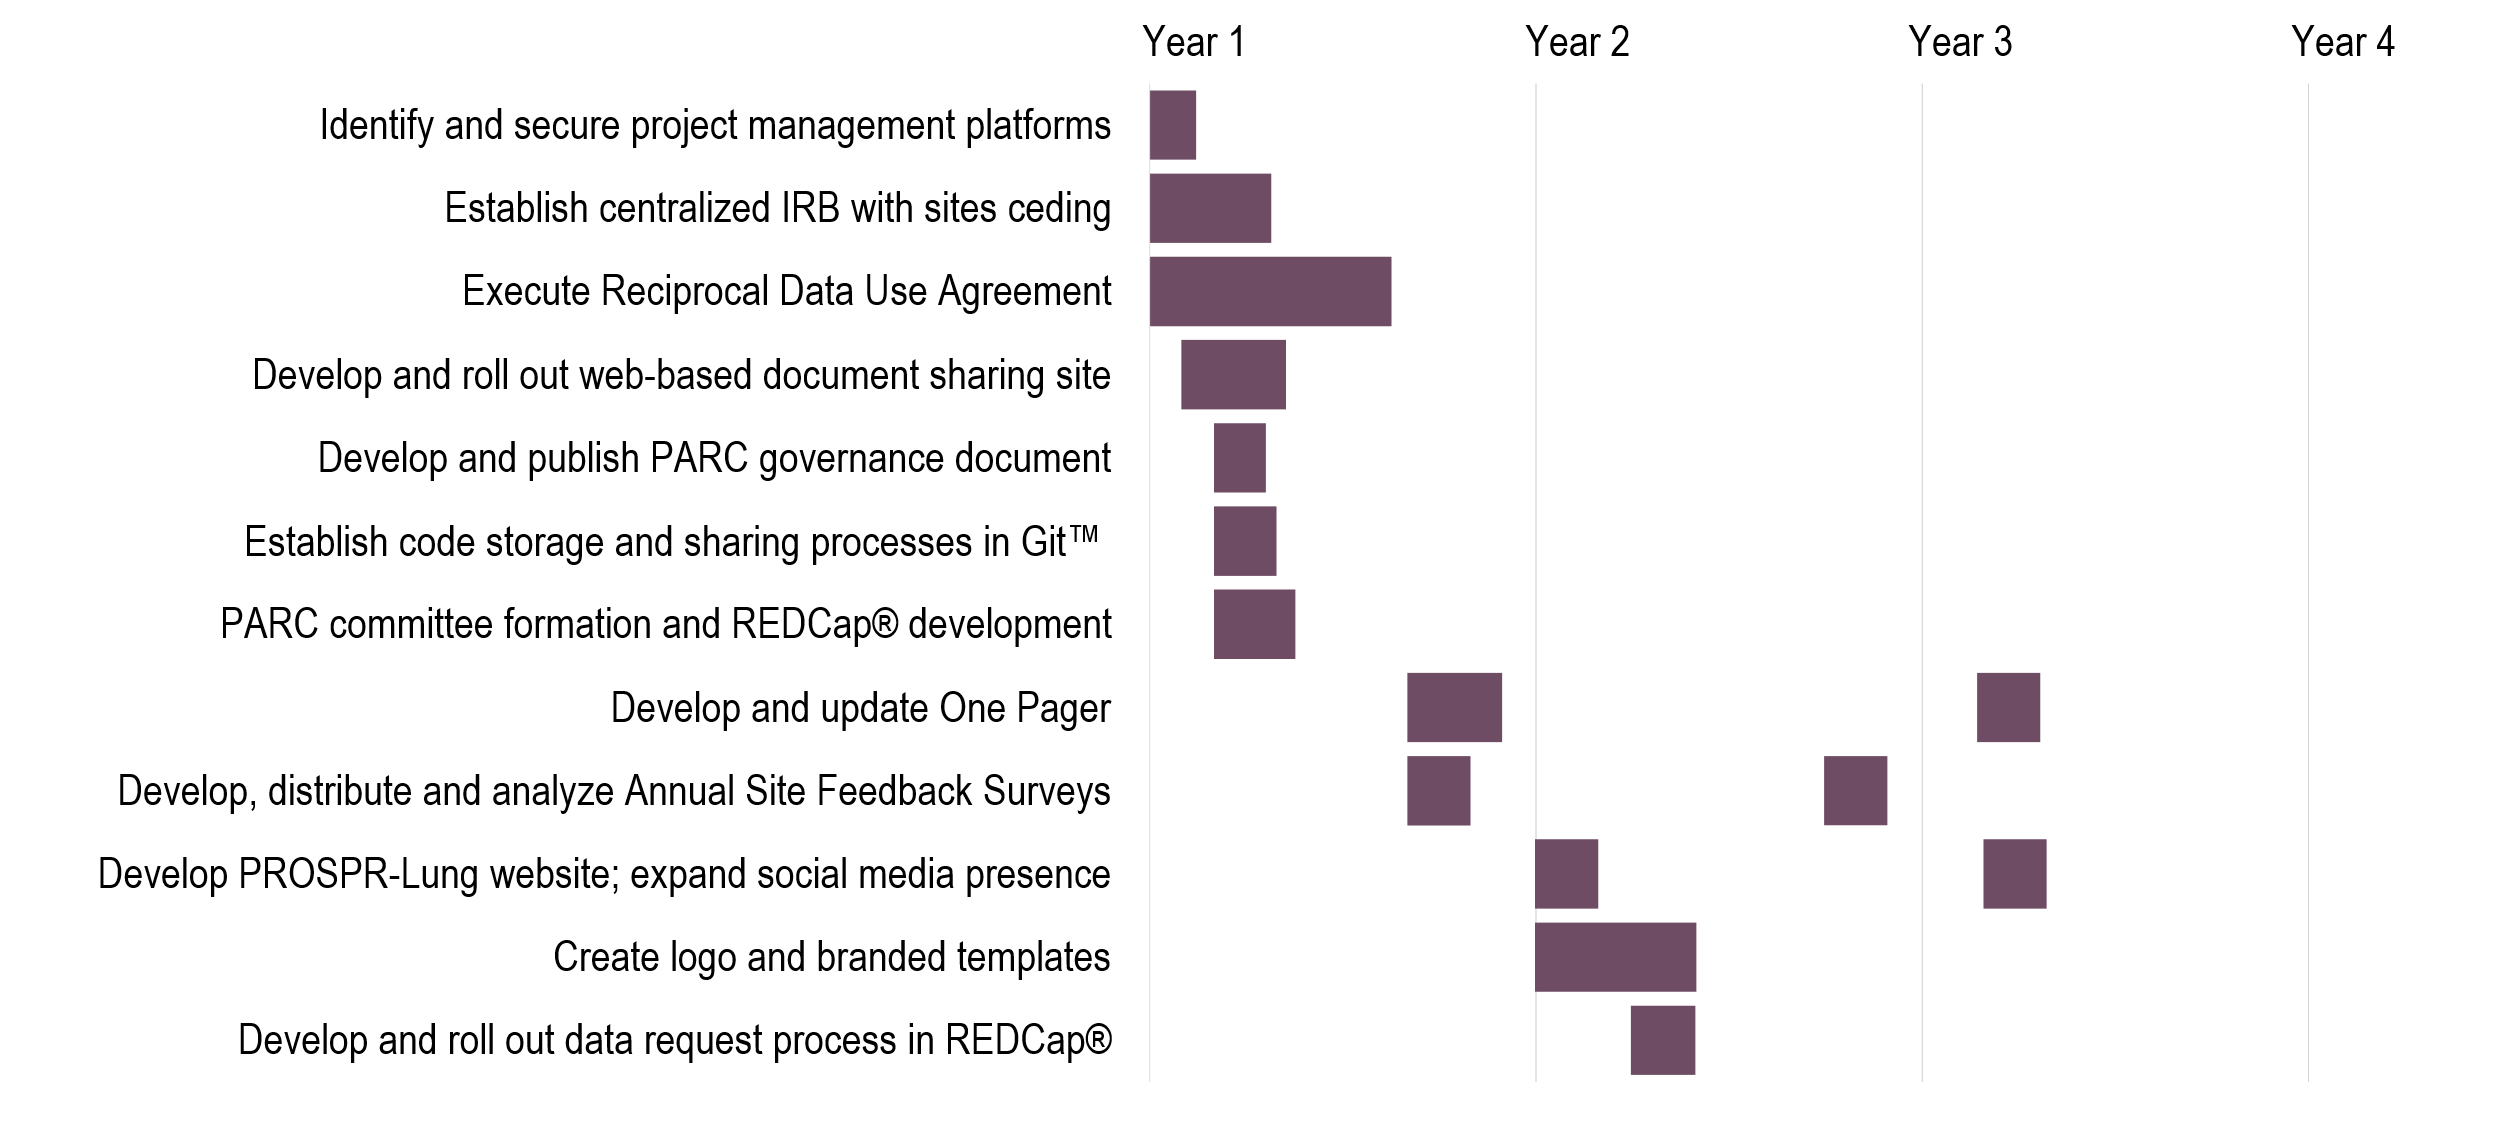 Year 1 Year 2 Year 3 Year 4
Identify and secure project management platforms
Establish centralized IRB with sites ceding
Execute Reciprocal Data Use Agreement
Develop and roll out web-based document sharing site
Develop and publish PARC governance document
Establish code storage and sharing processes in Git™
PARC committee formation and REDCap® development
Develop and update One Pager
Develop, distribute and analyze Annual Site Feedback Surveys
Develop PROSPR-Lung website; expand social media presence
Create logo and branded templates
Develop and roll out data request process in REDCap®